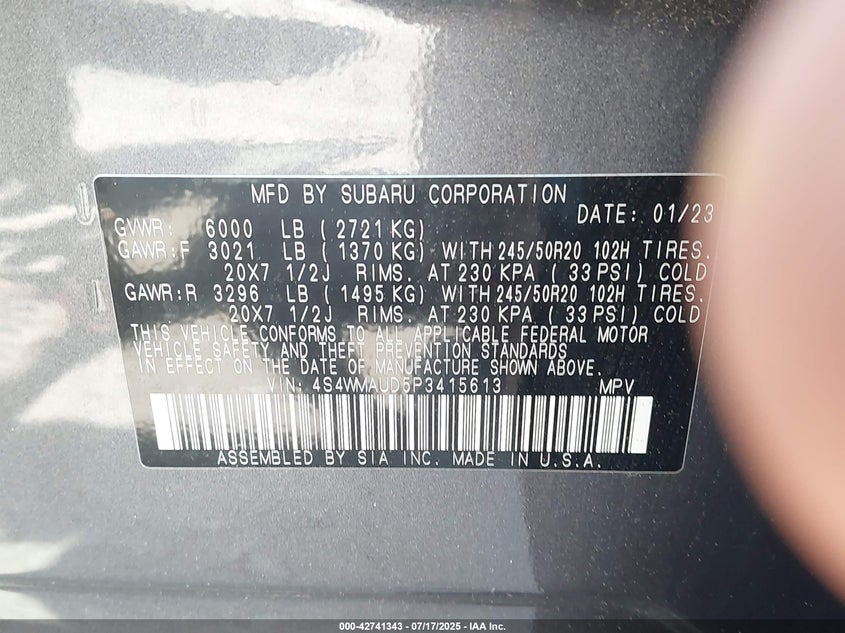 MFD BY SUBARU CORPORATION
DATE: 01/23
GVWR: 6000 LB ( 2721 KG)
GAWR:F 3021 LB ( 1370 KG) WITH 245/50R20 102H TIRES.
20X7 1/2J RIMS. AT 230 KPA ( 33 PSI) COLD
GAWR:R 3296 LB ( 1495 KG) WITH 245/50R20 102H TIRES.
20X7 1/2J RIMS. AT 230 KPA ( 33 PSI) COLD
THIS VEHICLE CONFORMS TO ALL APPLICABLE FEDERAL MOTOR
VEHICLE SAFETY AND THEFT PREVENTION STANDARDS
IN EFFECT ON THE DATE OF MANUFACTURE SHOWN ABOVE.
VIN: 4S4WMAUD5P3415613 MPV
ASSEMBLED BY SIA INC. MADE IN U.S.A.
000-42741343 - 07/17/2025 - IAA Inc.